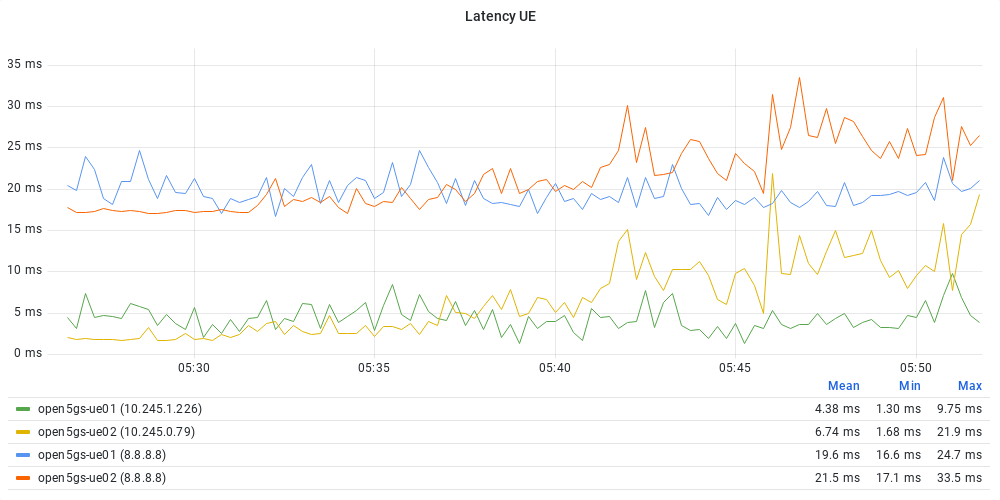 Latency UE
35 ms
30 ms
25 ms
20 ms
15 ms
10 ms
5 ms
0 ms
05:30 05:35 05:40 05:45 05:50
Mean Min Max
open5gs-ue01 (10.245.1.226) 4.38 ms 1.30 ms 9.75 ms
open5gs-ue02 (10.245.0.79) 6.74 ms 1.68 ms 21.9 ms
open5gs-ue01 (8.8.8.8) 19.6 ms 16.6 ms 24.7 ms
open5gs-ue02 (8.8.8.8) 21.5 ms 17.1 ms 33.5 ms